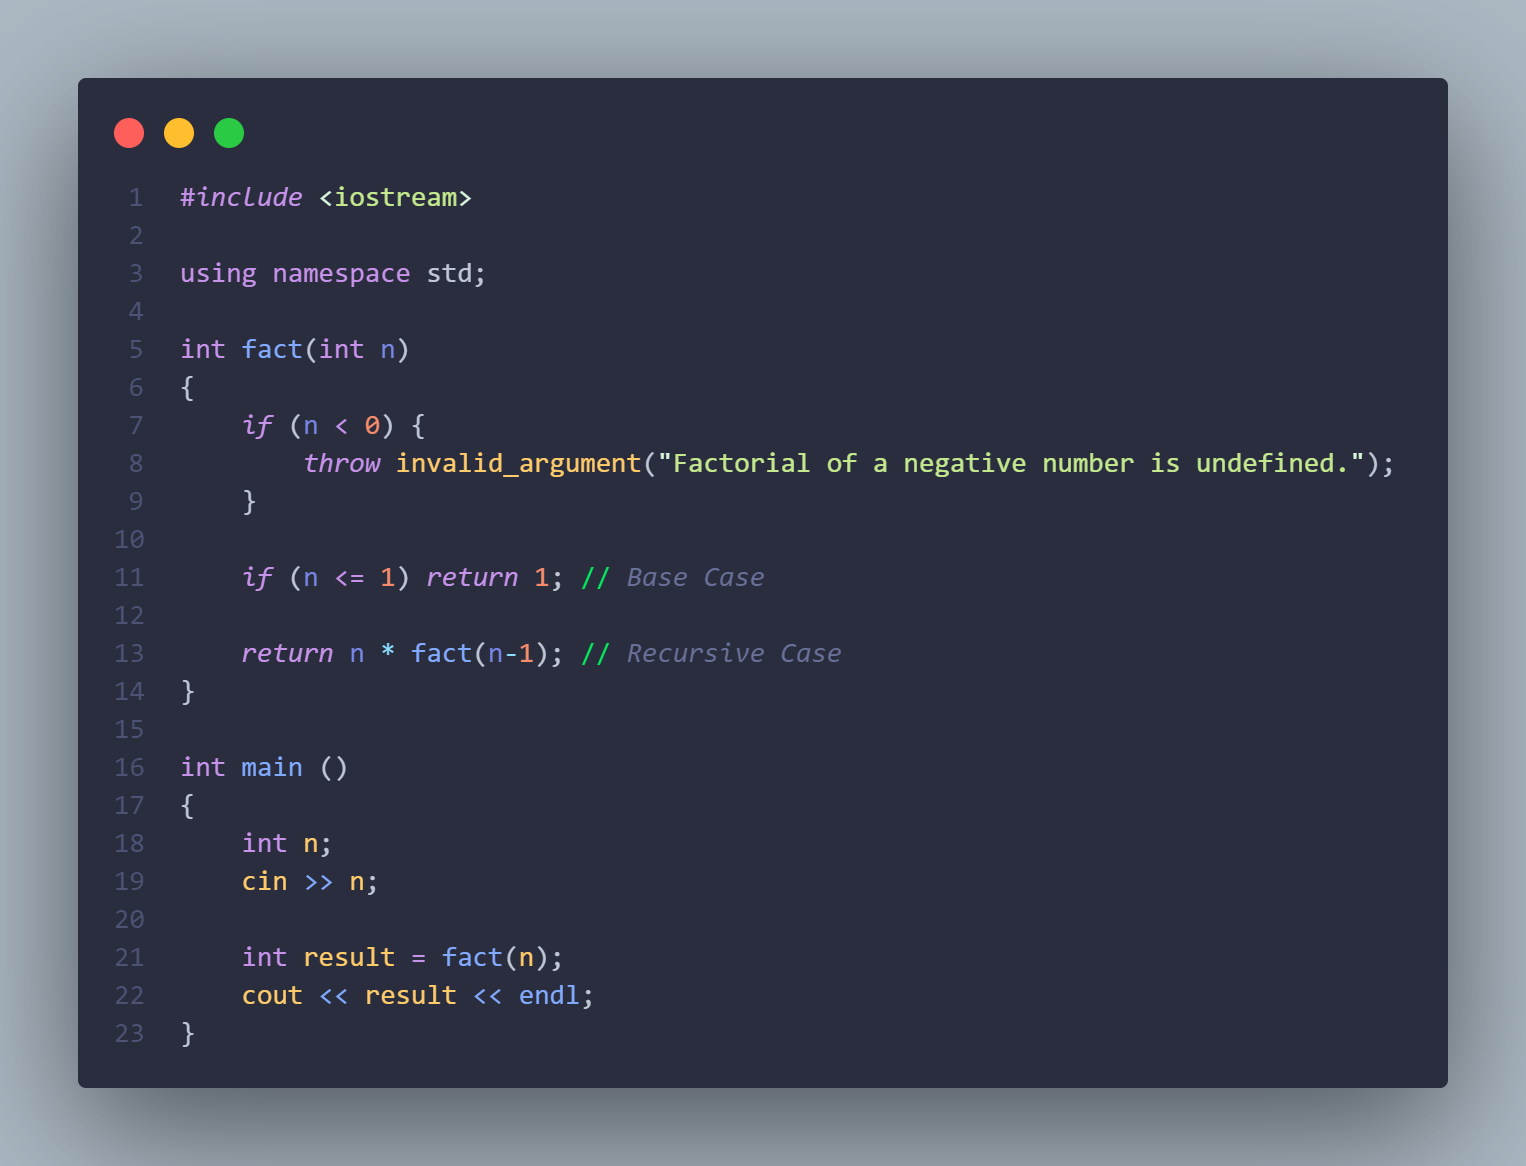 1 #include <iostream>
2
3 using namespace std;
4
5 int fact(int n)
6 {
7     if (n < 0) {
8         throw invalid_argument("Factorial of a negative number is undefined.");
9     }
10
11     if (n <= 1) return 1; // Base Case
12
13     return n * fact(n-1); // Recursive Case
14 }
15
16 int main ()
17 {
18     int n;
19     cin >> n;
20
21     int result = fact(n);
22     cout << result << endl;
23 }